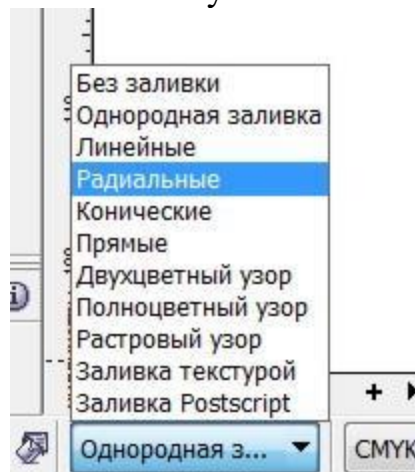 Без заливки
Однородная заливка
Линейные
Радиальные
Конические
Прямые
Двухцветный узор
Полноцветный узор
Растровый узор
Заливка текстурой
Заливка Postscript
Однородная з...
CMYK